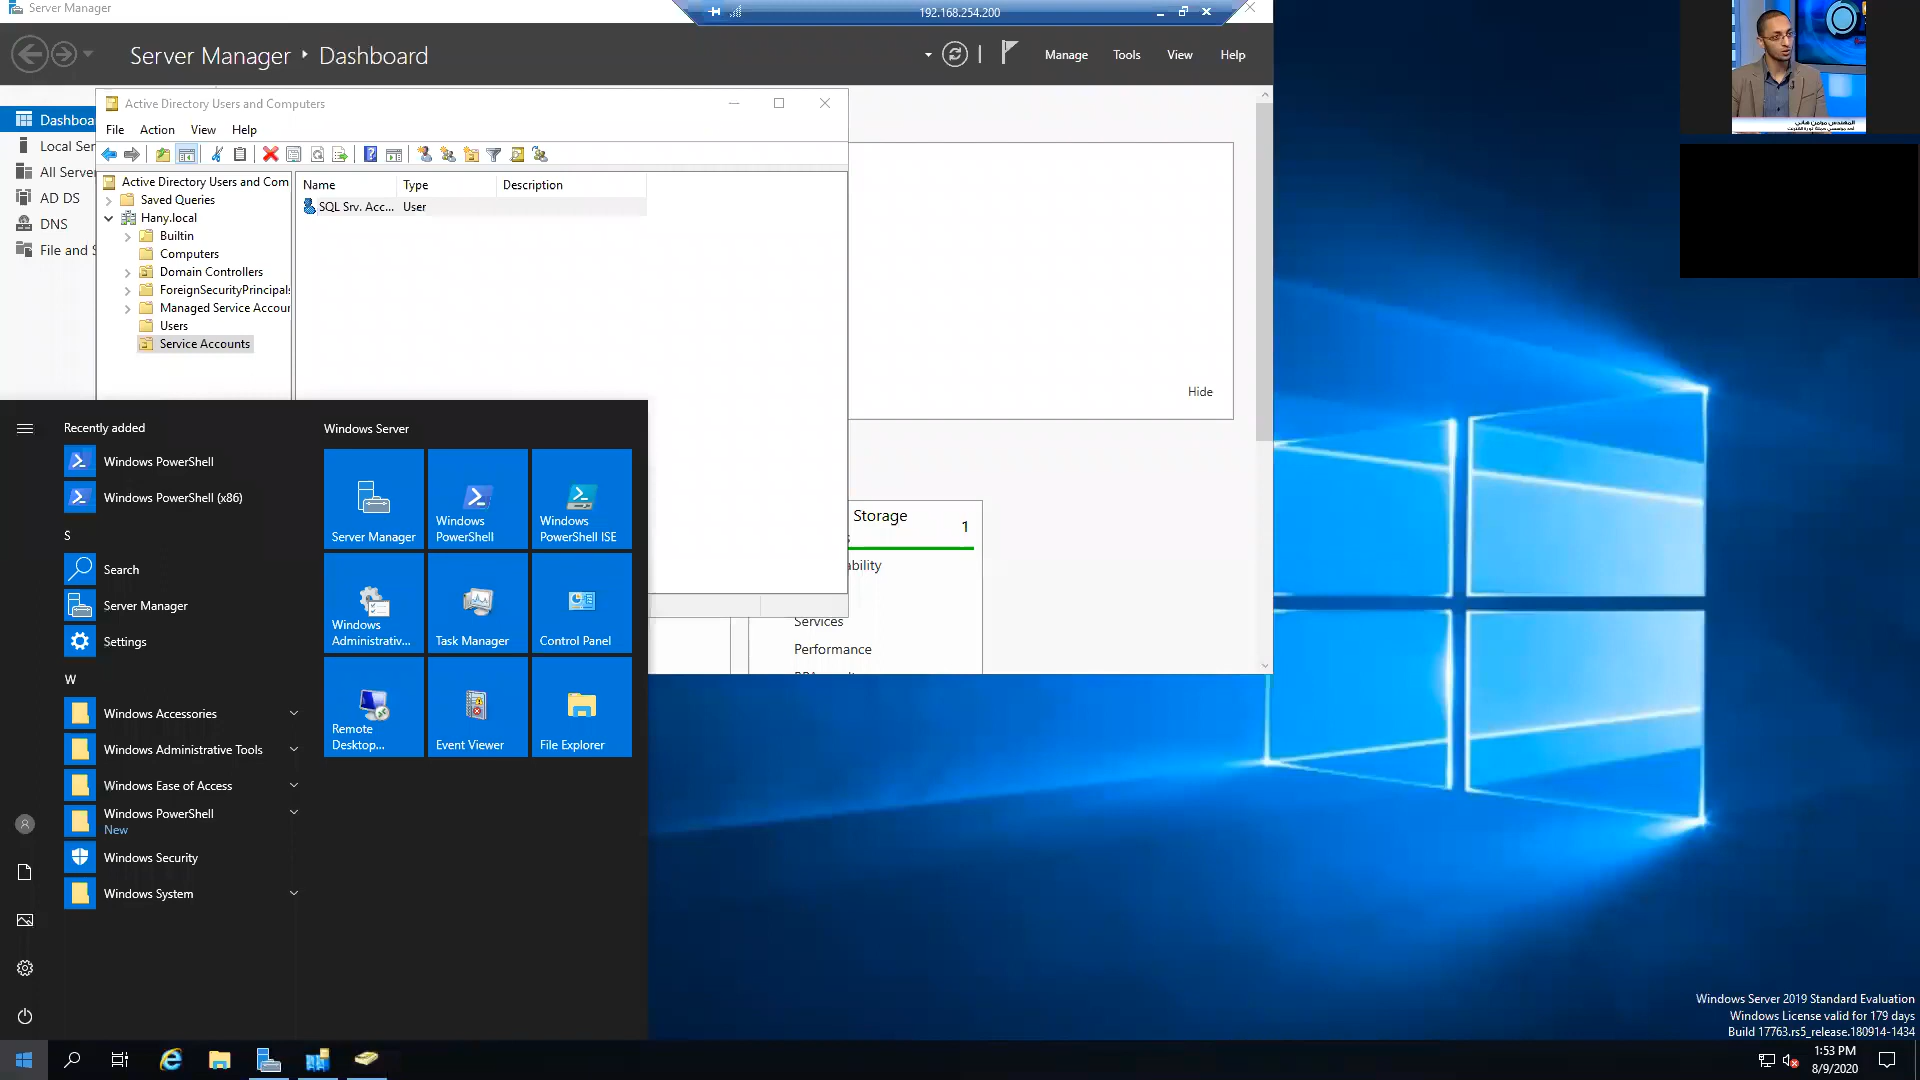 Server Manager
192.168.254.200
Server Manager
Dashboard
Manage
Tools
View
Help
Active Directory Users and Computers
File
Action
View
Help
Dashboa
Local Ser
All Server
AD DS
DNS
File and S
Active Directory Users and Com
Saved Queries
Hany.local
Builtin
Computers
Domain Controllers
ForeignSecurityPrincipal
Managed Service Accour
Users
Service Accounts
Name
Type
Description
SQL Srv. Acc...
User
Hide
Storage
1
ability
Services
Performance
Recently added
Windows PowerShell
Windows PowerShell (x86)
S
Search
Server Manager
Settings
W
Windows Accessories
Windows Administrative Tools
Windows Ease of Access
Windows PowerShell
New
Windows Security
Windows System
Windows Server
Server Manager
Windows
PowerShell
Windows
PowerShell ISE
Windows
Administrativ...
Task Manager
Control Panel
Remote
Desktop...
Event Viewer
File Explorer
المهندس مؤمن هاني
Windows Server 2019 Standard Evaluation
Windows License valid for 179 days
Build 17763.rs5_release.180914-1434
1:53 PM
8/9/2020